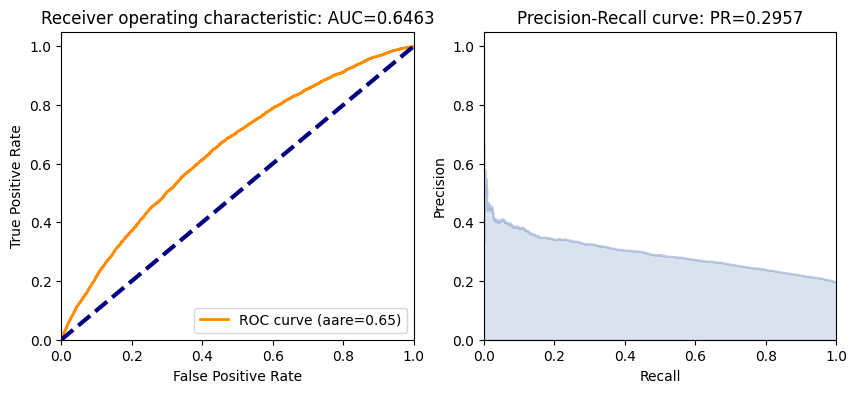 Receiver operating characteristic: AUC=0.6463
True Positive Rate
1.0
0.8
0.6
0.4
0.2
0.0
ROC curve (aare=0.65)
0.0 0.2 0.4 0.6 0.8 1.0
False Positive Rate
Precision-Recall curve: PR=0.2957
Precision
1.0
0.8
0.6
0.4
0.2
0.0
0.0 0.2 0.4 0.6 0.8 1.0
Recall